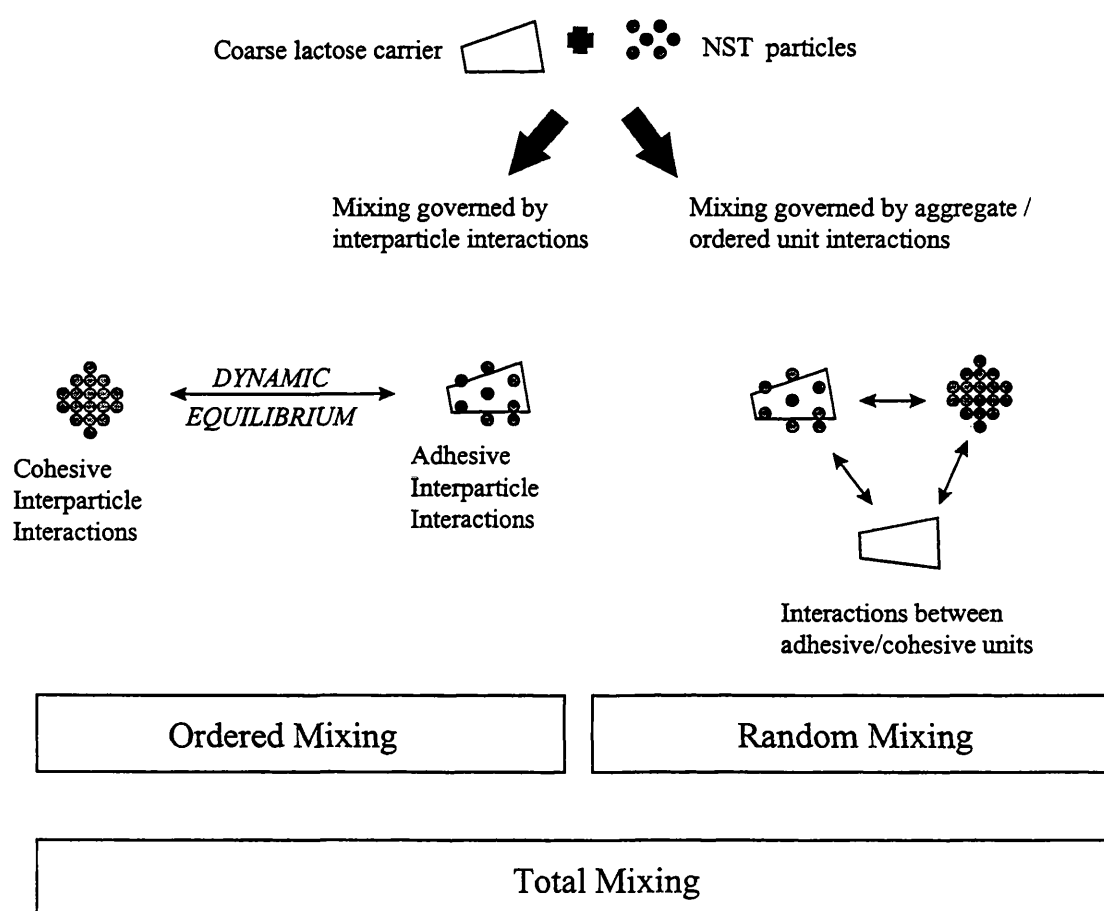 Coarse lactose carrier
NST particles
Mixing governed by
interparticle interactions
Mixing governed by aggregate /
ordered unit interactions
DYNAMIC
EQUILIBRIUM
Cohesive
Interparticle
Interactions
Adhesive
Interparticle
Interactions
Interactions between
adhesive/cohesive units
Ordered Mixing
Random Mixing
Total Mixing